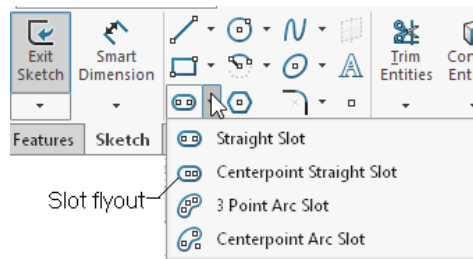 Exit
Sketch
Smart
Dimension
Trim
Entities
Con
Enti
Features
Sketch
Straight Slot
Centerpoint Straight Slot
Slot flyout
3 Point Arc Slot
Centerpoint Arc Slot